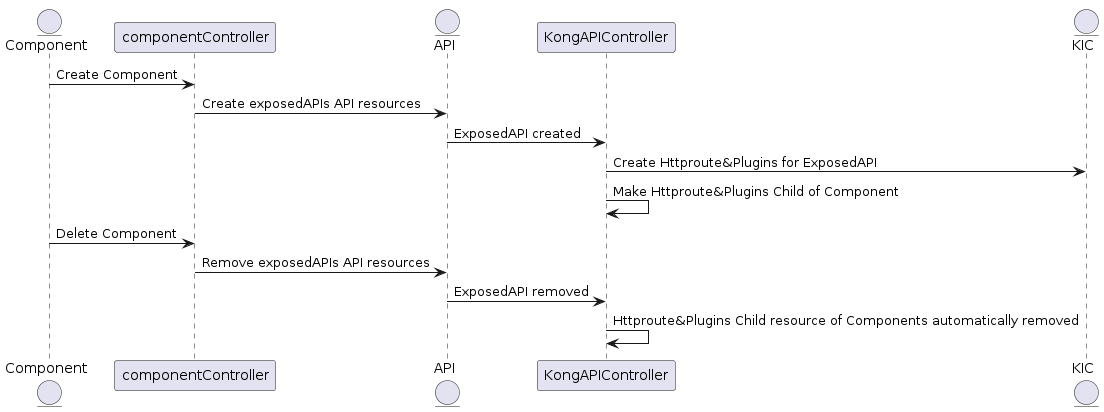 Component
componentController
API
KongAPIController
KIC
Create Component
Create exposedAPIs API resources
ExposedAPI created
Create Httproute&Plugins for ExposedAPI
Make Httproute&Plugins Child of Component
Delete Component
Remove exposedAPIs API resources
ExposedAPI removed
Httproute&Plugins Child resource of Components automatically removed
Component
componentController
API
KongAPIController
KIC